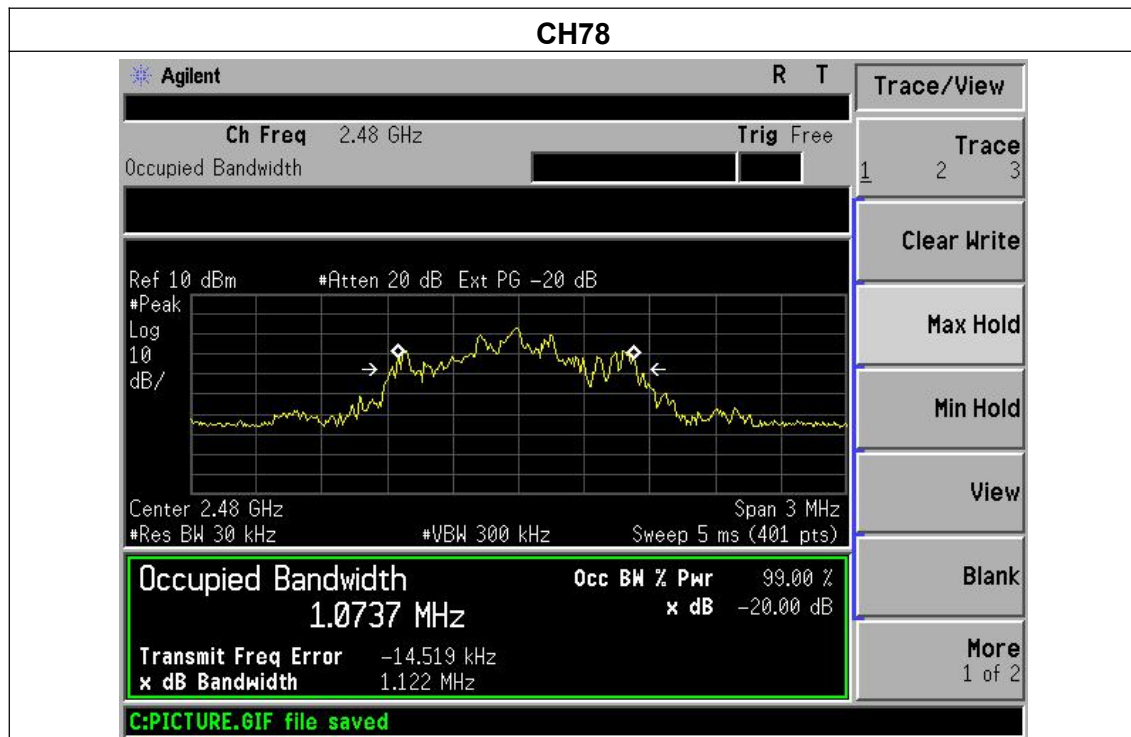 CH78
Agilent R T
Trace/View
Ch Freq 2.48 GHz Trig Free
Occupied Bandwidth
Trace
1 2 3
Clear Write
Ref 10 dBm #Atten 20 dB Ext PG -20 dB
#Peak
Log
10
dB/
Max Hold
Min Hold
View
Center 2.48 GHz Span 3 MHz
#Res BW 30 kHz #VBW 300 kHz Sweep 5 ms (401 pts)
Occupied Bandwidth Occ BW % Pwr 99.00 %
1.0737 MHz x dB -20.00 dB
Blank
Transmit Freq Error -14.519 kHz
x dB Bandwidth 1.122 MHz
More
1 of 2
C:PICTURE.GIF file saved